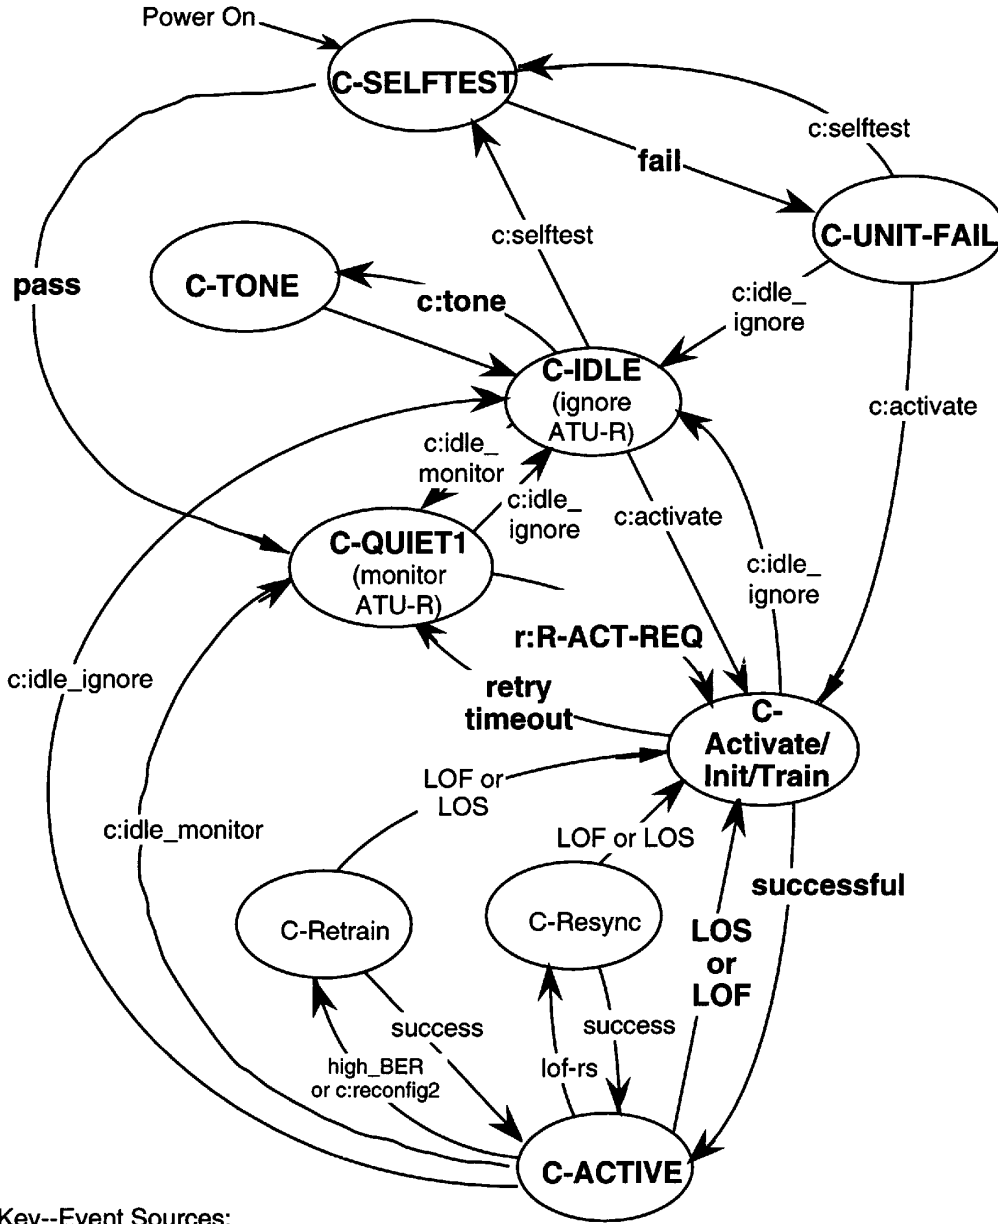 Power On
C-SELFTEST
c:selftest
fail
C-UNIT-FAIL
c:selftest
pass
C-TONE
c:tone
c:idle_
ignore
C-IDLE
(ignore
ATU-R)
c:activate
c:idle_
monitor
c:idle_
ignore
c:activate
C-QUIET1
(monitor
ATU-R)
c:idle_
ignore
r:R-ACT-REQ
c:idle_ignore
retry
timeout
C-
Activate/
Init/Train
LOF or
LOS
c:idle_monitor
LOF or LOS
successful
C-Retrain
C-Resync
LOS
or
LOF
success
success
high_BER
or c:reconfig2
lof-rs
C-ACTIVE
Key--Event Sources: